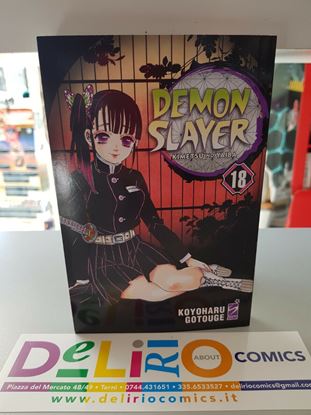 DEMON
SLAYER
KIMETSU NO YAIBA
18
KOYOHARU
GOTOUGE
DeLiRIO ABOUT COMICS
Piazza del Mercato 48/49 • Terni • 0744.431651 • 335.6533527 • deliriocomics@gmail.com
www.deliriocomics.it